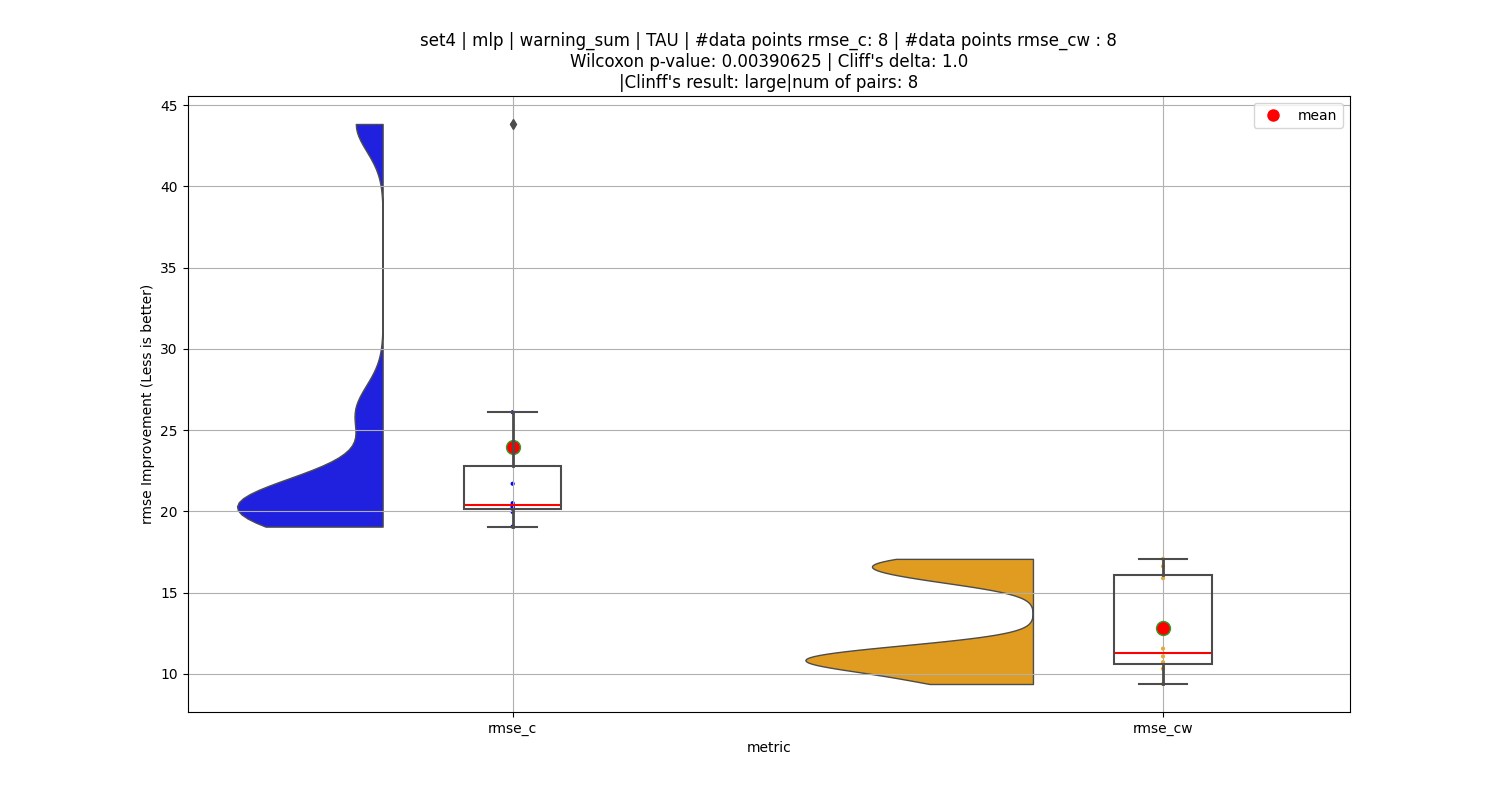 set4 | mlp | warning_sum | TAU | #data points rmse_c: 8 | #data points rmse_cw : 8
Wilcoxon p-value: 0.00390625 | Cliff's delta: 1.0
|Clinff's result: large|num of pairs: 8
mean
rmse Improvement (Less is better)
45
40
35
30
25
20
15
10
rmse_c
rmse_cw
metric